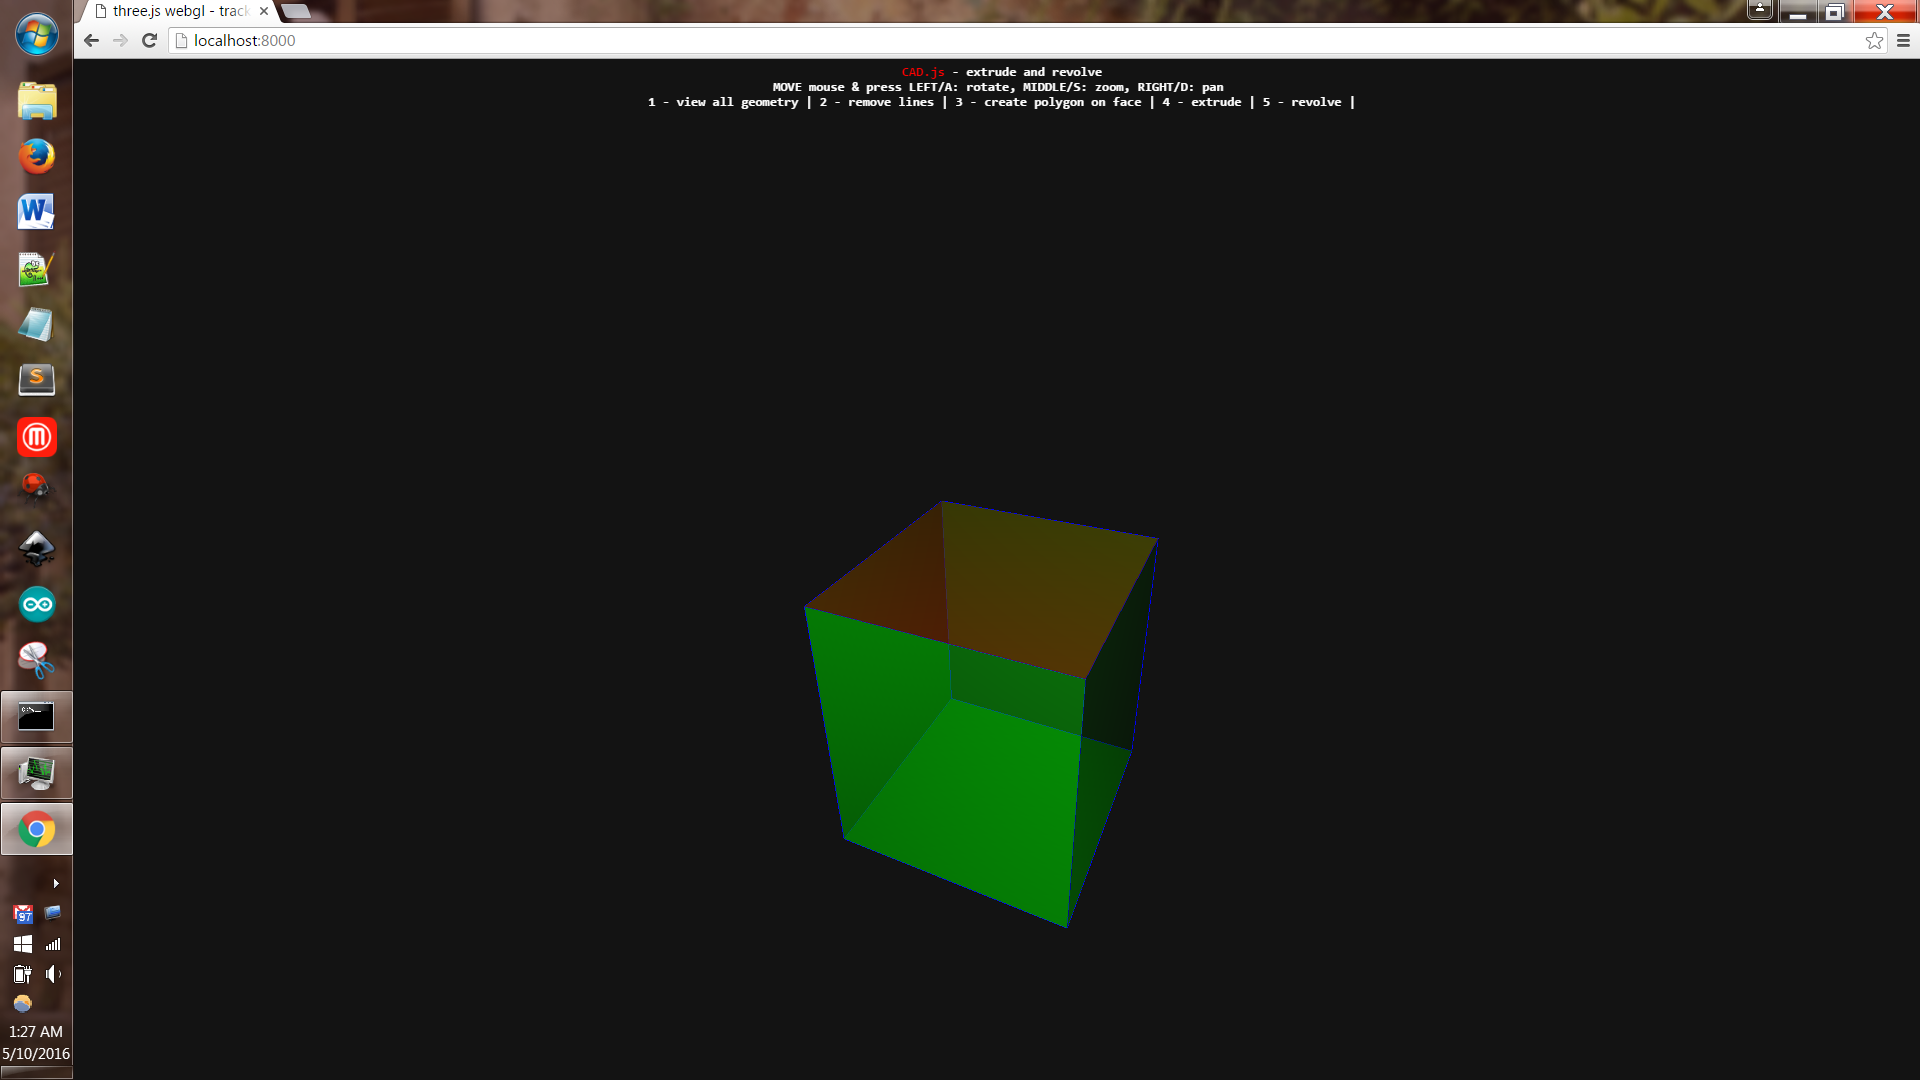 three.js webgl - track
localhost:8000
CAD.js - extrude and revolve
MOVE mouse & press LEFT/A: rotate, MIDDLE/S: zoom, RIGHT/D: pan
1 - view all geometry | 2 - remove lines | 3 - create polygon on face | 4 - extrude | 5 - revolve |
W
S
C:\_
97
1:27 AM
5/10/2016